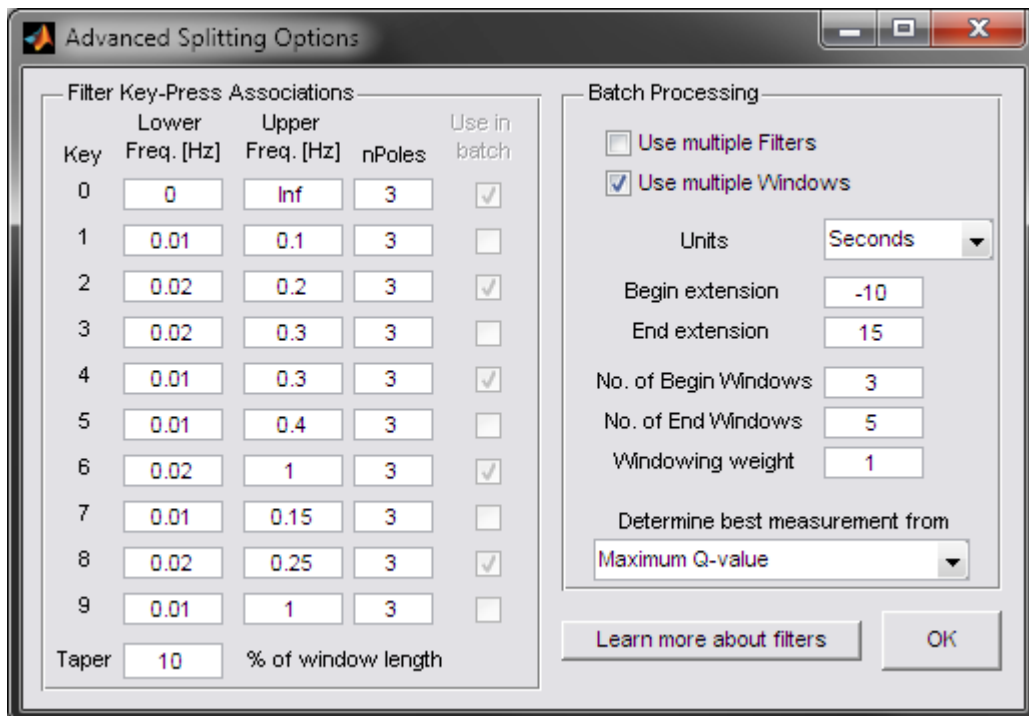 Advanced Splitting Options
Filter Key-Press Associations
Key Lower Freq. [Hz] Upper Freq. [Hz] nPoles Use in batch
0 0 Inf 3
1 0.01 0.1 3
2 0.02 0.2 3
3 0.02 0.3 3
4 0.01 0.3 3
5 0.01 0.4 3
6 0.02 1 3
7 0.01 0.15 3
8 0.02 0.25 3
9 0.01 1 3
Taper 10 % of window length
Batch Processing
Use multiple Filters
Use multiple Windows
Units Seconds
Begin extension -10
End extension 15
No. of Begin Windows 3
No. of End Windows 5
Windowing weight 1
Determine best measurement from
Maximum Q-value
Learn more about filters
OK